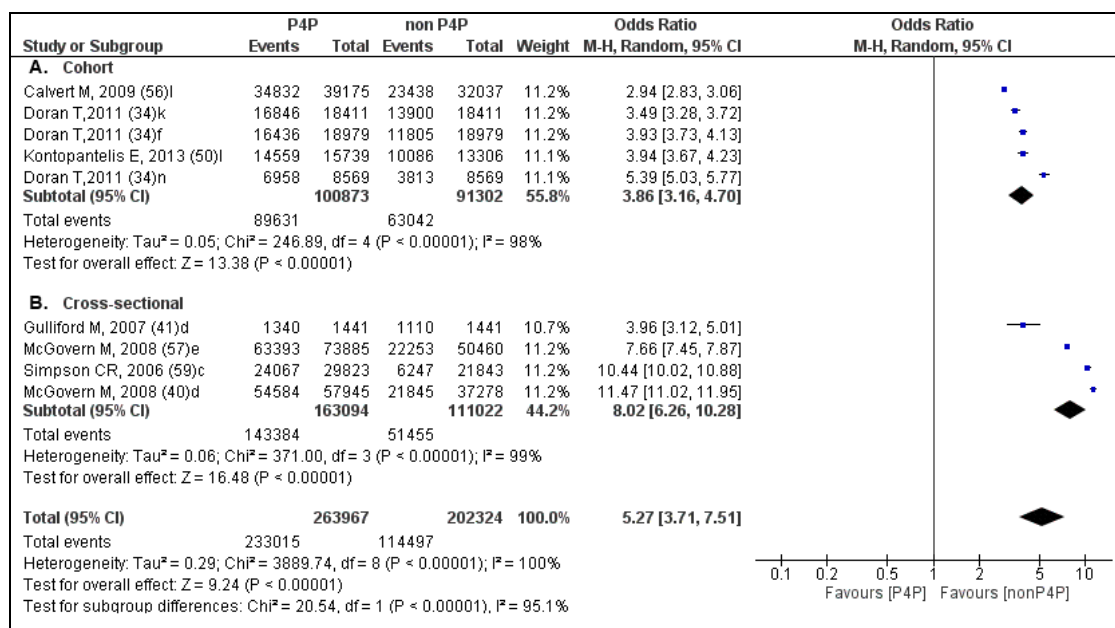 P4P non P4P Odds Ratio Odds Ratio
Study or Subgroup Events Total Events Total Weight M-H, Random, 95% CI M-H, Random, 95% CI
A. Cohort
Calvert M, 2009 (56)l 34832 39175 23438 32037 11.2% 2.94 [2.83, 3.06]
Doran T,2011 (34)k 16846 18411 13900 18411 11.2% 3.49 [3.28, 3.72]
Doran T,2011 (34)f 16436 18979 11805 18979 11.2% 3.93 [3.73, 4.13]
Kontopantelis E, 2013 (50)l 14559 15739 10086 13306 11.1% 3.94 [3.67, 4.23]
Doran T,2011 (34)n 6958 8569 3813 8569 11.1% 5.39 [5.03, 5.77]
Subtotal (95% CI) 100873 91302 55.8% 3.86 [3.16, 4.70]
Total events 89631 63042
Heterogeneity: Tau² = 0.05; Chi² = 246.89, df = 4 (P < 0.00001); I² = 98%
Test for overall effect: Z = 13.38 (P < 0.00001)
B. Cross-sectional
Gulliford M, 2007 (41)d 1340 1441 1110 1441 10.7% 3.96 [3.12, 5.01]
McGovern M, 2008 (57)e 63393 73885 22253 50460 11.2% 7.66 [7.45, 7.87]
Simpson CR, 2006 (59)c 24067 29823 6247 21843 11.2% 10.44 [10.02, 10.88]
McGovern M, 2008 (40)d 54584 57945 21845 37278 11.2% 11.47 [11.02, 11.95]
Subtotal (95% CI) 163094 111022 44.2% 8.02 [6.26, 10.28]
Total events 143384 51455
Heterogeneity: Tau² = 0.06; Chi² = 371.00, df = 3 (P < 0.00001); I² = 99%
Test for overall effect: Z = 16.48 (P < 0.00001)
Total (95% CI) 263967 202324 100.0% 5.27 [3.71, 7.51]
Total events 233015 114497
Heterogeneity: Tau² = 0.29; Chi² = 3889.74, df = 8 (P < 0.00001); I² = 100%
Test for overall effect: Z = 9.24 (P < 0.00001)
Test for subgroup differences: Chi² = 20.54, df = 1 (P < 0.00001), I² = 95.1%
0.1 0.2 0.5 1 2 5 10
Favours [P4P] Favours [nonP4P]